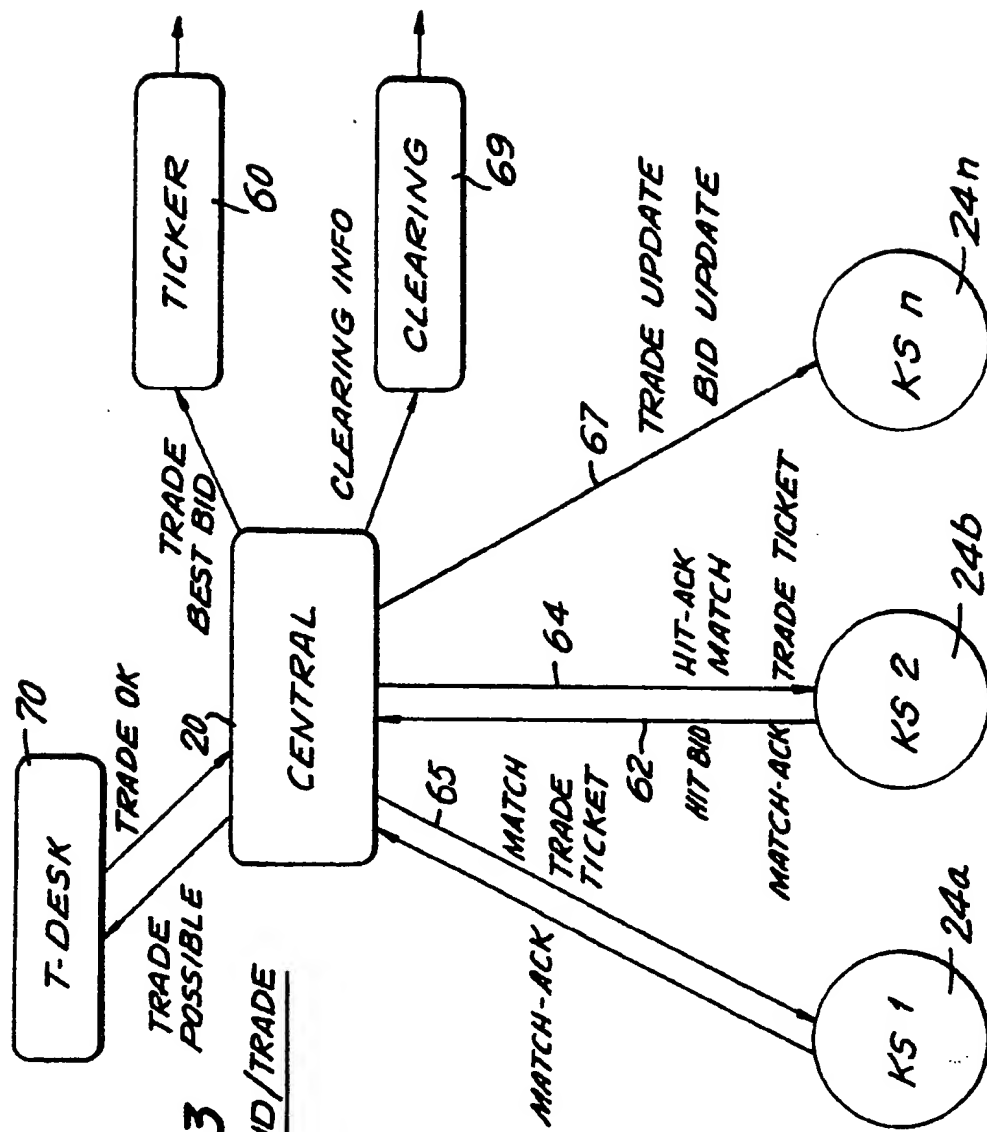 T-DESK
70
TRADE OK
TRADE
POSSIBLE
3
/TRADE
20
CENTRAL
TRADE
BEST BID
TICKER
60
CLEARING INFO
CLEARING
69
65
MATCH
TRADE
TICKET
MATCH-ACK
62
HIT BID
MATCH-ACK
64
HIT-ACK
MATCH
TRADE TICKET
67
TRADE UPDATE
BID UPDATE
KS 1
24a
KS 2
24b
KS n
24n